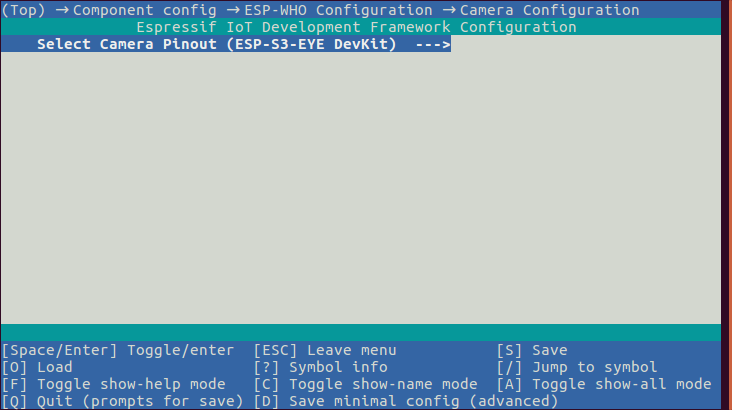 (Top) → Component config → ESP-WHO Configuration → Camera Configuration
Espressif IoT Development Framework Configuration
Select Camera Pinout (ESP-S3-EYE DevKit)  --->
[Space/Enter] Toggle/enter  [ESC] Leave menu  [S] Save
[O] Load  [?] Symbol info  [/] Jump to symbol
[F] Toggle show-help mode  [C] Toggle show-name mode  [A] Toggle show-all mode
[Q] Quit (prompts for save)  [D] Save minimal config (advanced)